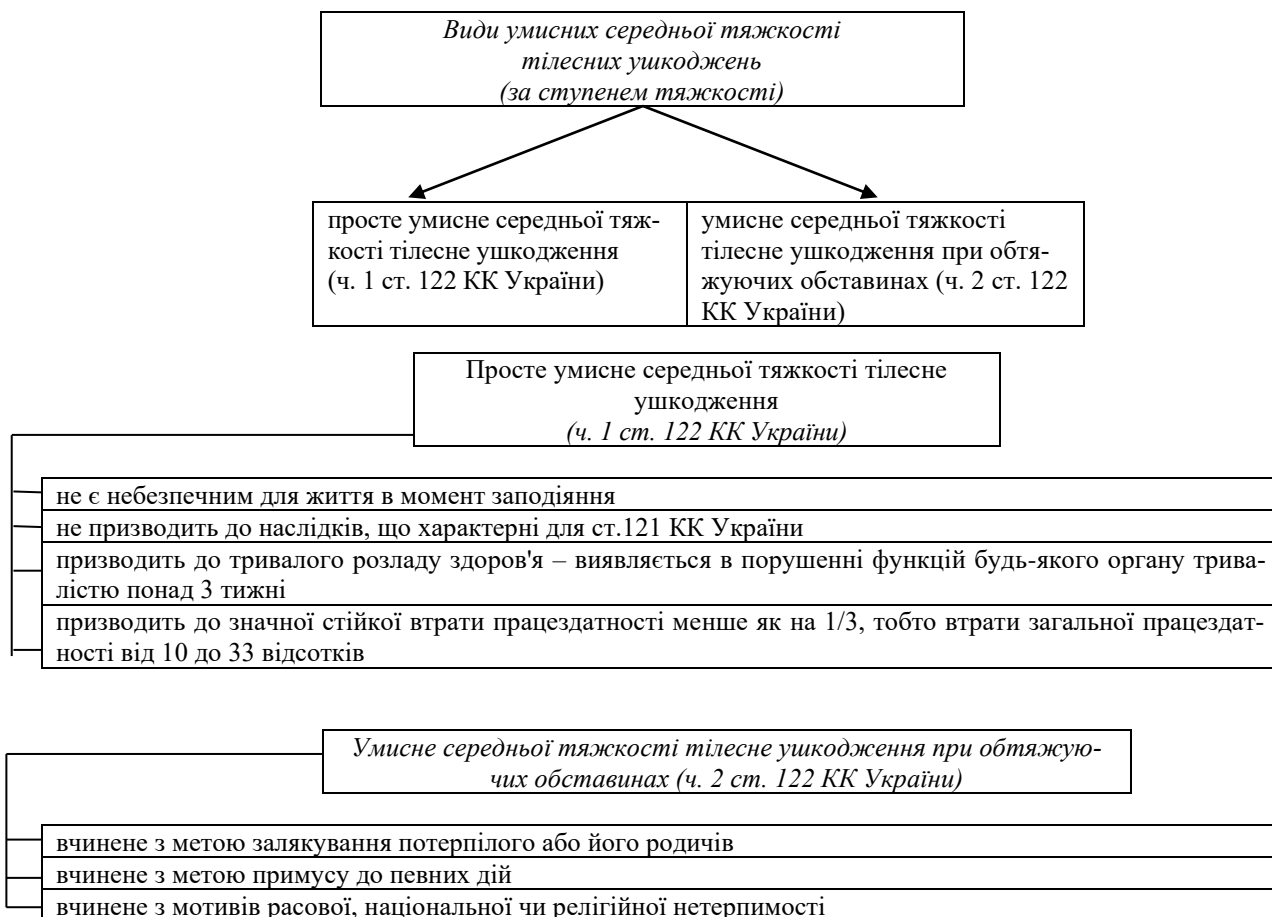 Види умисних середньої тяжкості
тілесних ушкоджень
(за ступенем тяжкості)
просте умисне середньої тяж-
кості тілесне ушкодження
(ч. 1 ст. 122 КК України)
умисне середньої тяжкості
тілесне ушкодження при обтя-
жуючих обставинах (ч. 2 ст. 122
КК України)
Просте умисне середньої тяжкості тілесне
ушкодження
(ч. 1 ст. 122 КК України)
не є небезпечним для життя в момент заподіяння
не призводить до наслідків, що характерні для ст.121 КК України
призводить до тривалого розладу здоров'я – виявляється в порушенні функцій будь-якого органу трива-
лістю понад 3 тижні
призводить до значної стійкої втрати працездатності менше як на 1/3, тобто втрати загальної працездат-
ності від 10 до 33 відсотків
Умисне середньої тяжкості тілесне ушкодження при обтяжую-
чих обставинах (ч. 2 ст. 122 КК України)
вчинене з метою залякування потерпілого або його родичів
вчинене з метою примусу до певних дій
вчинене з мотивів расової, національної чи релігійної нетерпимості